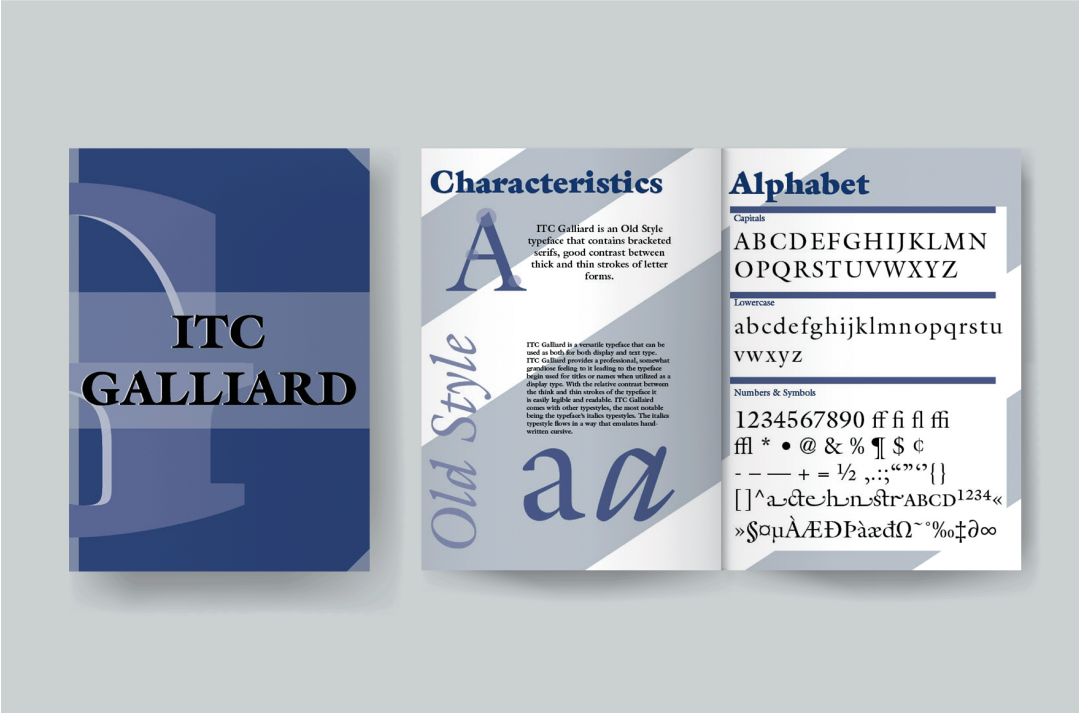 ITC
GALLIARD
Characteristics
A
ITC Galliard is an Old Style
typeface that contains bracketed
serifs, good contrast between
thick and thin strokes of letter
forms.
Old Style
ITC Galliard is a versatile typeface that can be
used as both for both display and text type.
ITC Galliard provides a professional, somewhat
grandiose feeling to it leading to the typeface
begin used for titles or names when utilized as a
display type. With the relative contrast between
the think and thin strokes of the typeface it
is easily legible and readable. ITC Gallaird
comes with other typestyles, the most notable
being the typeface's italics typestyles. The italics
typestyle flows in a way that emulates hand-
written cursive.
a a
Alphabet
Capitals
ABCDEFGHIJKLMN
OPQRSTUVWXYZ
Lowercase
abcdefghijklmnopqrstu
vwxyz
Numbers & Symbols
1234567890 ff fi fl ffi
ffl * • @ & % ¶ $ ¢
- – — + = ½ ,.:;“”‘’{}
[]^a ct e h n st r ABCD¹²³⁴«
»§¤µÀÆÐÞàæđΩ˜°‰‡∂∞